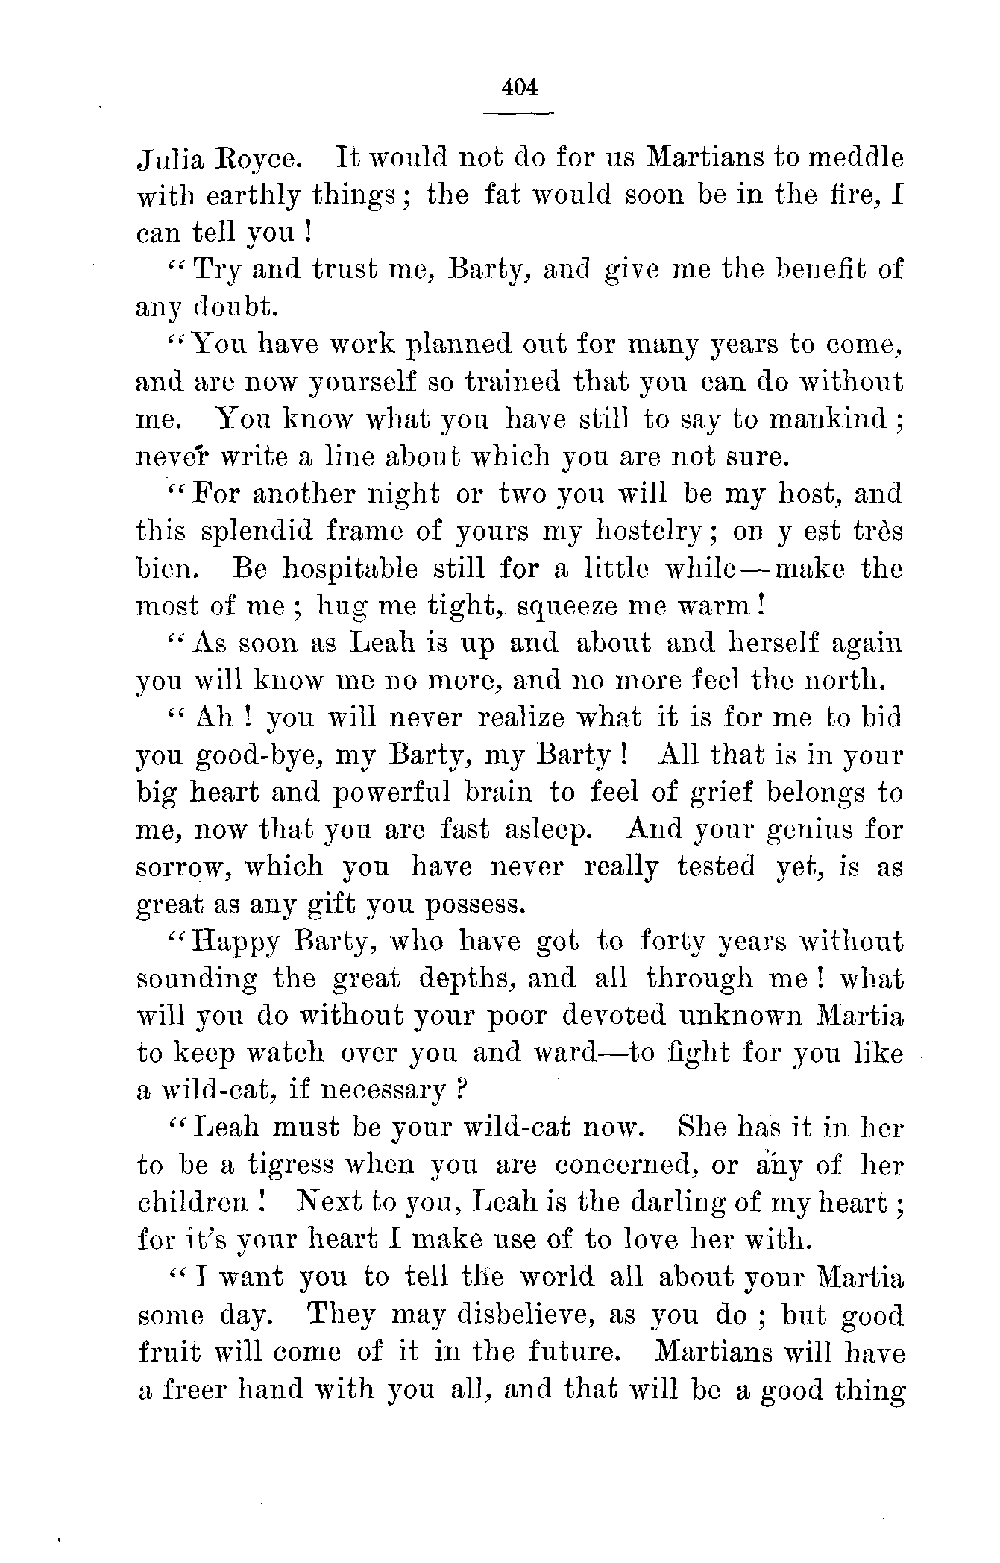 404
Julia Royce. It would not do for us Martians to meddle
with earthly things; the fat would soon be in the fire, I
can tell you!
“Try and trust me, Barty, and give me the benefit of
any doubt.
“You have work planned out for many years to come,
and are now yourself so trained that you can do without
me. You know what you have still to say to mankind;
never write a line about which you are not sure.
“For another night or two you will be my host, and
this splendid frame of yours my hostelry; on y est très
bien. Be hospitable still for a little while—make the
most of me; hug me tight, squeeze me warm!
“As soon as Leah is up and about and herself again
you will know me no more, and no more feel the north.
“Ah! you will never realize what it is for me to bid
you good-bye, my Barty, my Barty! All that is in your
big heart and powerful brain to feel of grief belongs to
me, now that you are fast asleep. And your genius for
sorrow, which you have never really tested yet, is as
great as any gift you possess.
“Happy Barty, who have got to forty years without
sounding the great depths, and all through me! what
will you do without your poor devoted unknown Martia
to keep watch over you and ward—to fight for you like
a wild-cat, if necessary?
“Leah must be your wild-cat now. She has it in her
to be a tigress when you are concerned, or any of her
children! Next to you, Leah is the darling of my heart;
for it's your heart I make use of to love her with.
“I want you to tell the world all about your Martia
some day. They may disbelieve, as you do; but good
fruit will come of it in the future. Martians will have
a freer hand with you all, and that will be a good thing